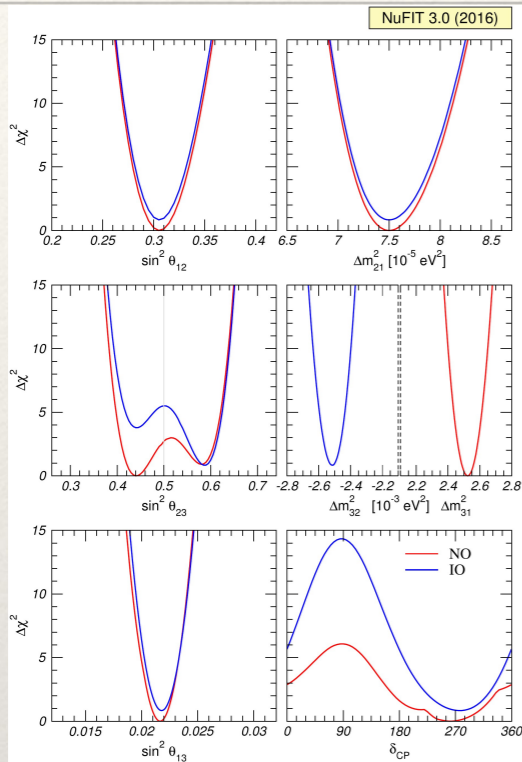 NuFIT 3.0 (2016)
15
10
5
0
Δχ²
0.2 0.25 0.3 0.35 0.4
sin² θ₁₂
6.5 7 7.5 8 8.5
Δm²₂₁ [10⁻⁵ eV²]
15
10
5
0
Δχ²
0.3 0.4 0.5 0.6 0.7
sin² θ₂₃
-2.8 -2.6 -2.4 -2.2 2.2 2.4 2.6 2.8
Δm²₃₂ [10⁻³ eV²] Δm²₃₁
15
10
5
0
Δχ²
0.015 0.02 0.025 0.03
sin² θ₁₃
NO
IO
0 90 180 270 360
δ_CP